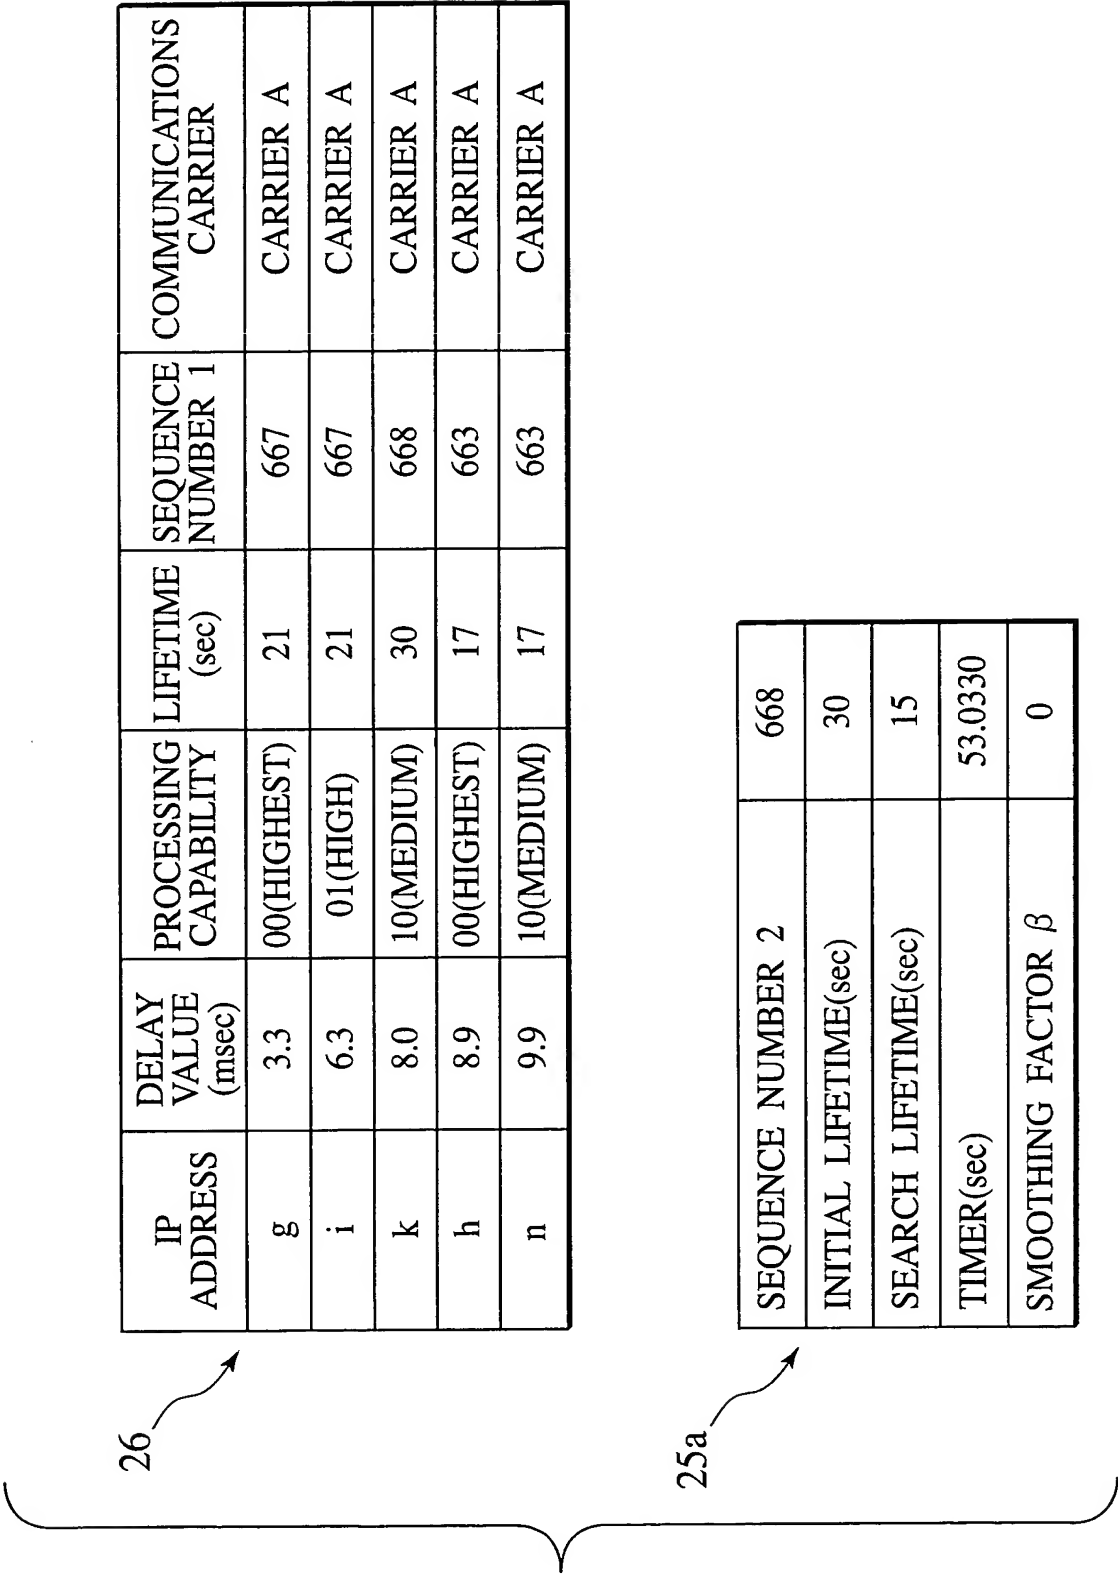 26
IP
ADDRESS
DELAY
VALUE
(msec)
PROCESSING
CAPABILITY
LIFETIME
(sec)
SEQUENCE
NUMBER 1
COMMUNICATIONS
CARRIER
g 3.3 00(HIGHEST) 21 667 CARRIER A
i 6.3 01(HIGH) 21 667 CARRIER A
k 8.0 10(MEDIUM) 30 668 CARRIER A
h 8.9 00(HIGHEST) 17 663 CARRIER A
n 9.9 10(MEDIUM) 17 663 CARRIER A
25a
SEQUENCE NUMBER 2 668
INITIAL LIFETIME(sec) 30
SEARCH LIFETIME(sec) 15
TIMER(sec) 53.0330
SMOOTHING FACTOR β 0